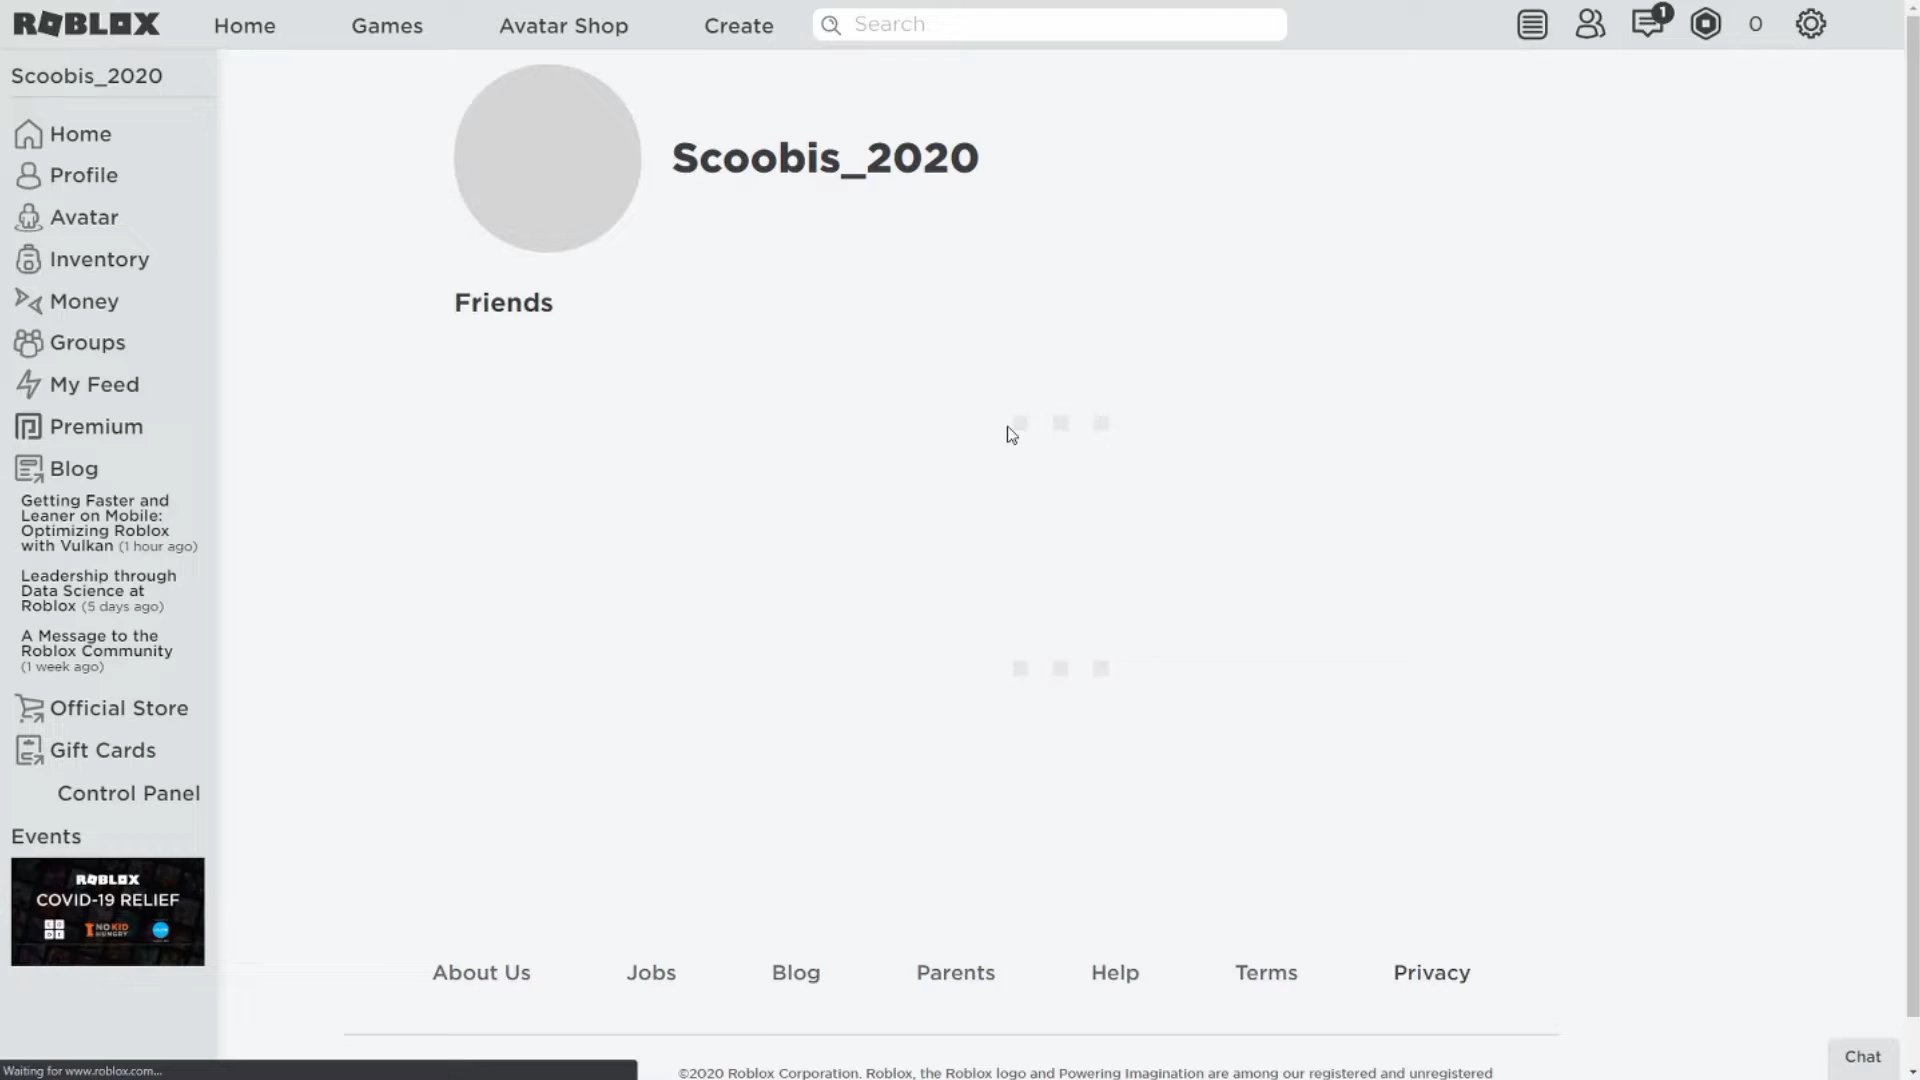 ROBLOX
Home
Games
Avatar Shop
Create
Search
1
0
Scoobis_2020
Home
Profile
Avatar
Inventory
Money
Groups
My Feed
Premium
Blog
Getting Faster and
Leaner on Mobile:
Optimizing Roblox
with Vulkan (1 hour ago)
Leadership through
Data Science at
Roblox (5 days ago)
A Message to the
Roblox Community
(1 week ago)
Official Store
Gift Cards
Control Panel
Events
ROBLOX
COVID-19 RELIEF
NO KID
HUNGRY
Scoobis_2020
Friends
About Us
Jobs
Blog
Parents
Help
Terms
Privacy
Chat
Waiting for www.roblox.com...
©2020 Roblox Corporation. Roblox, the Roblox logo and Powering Imagination are among our registered and unregistered